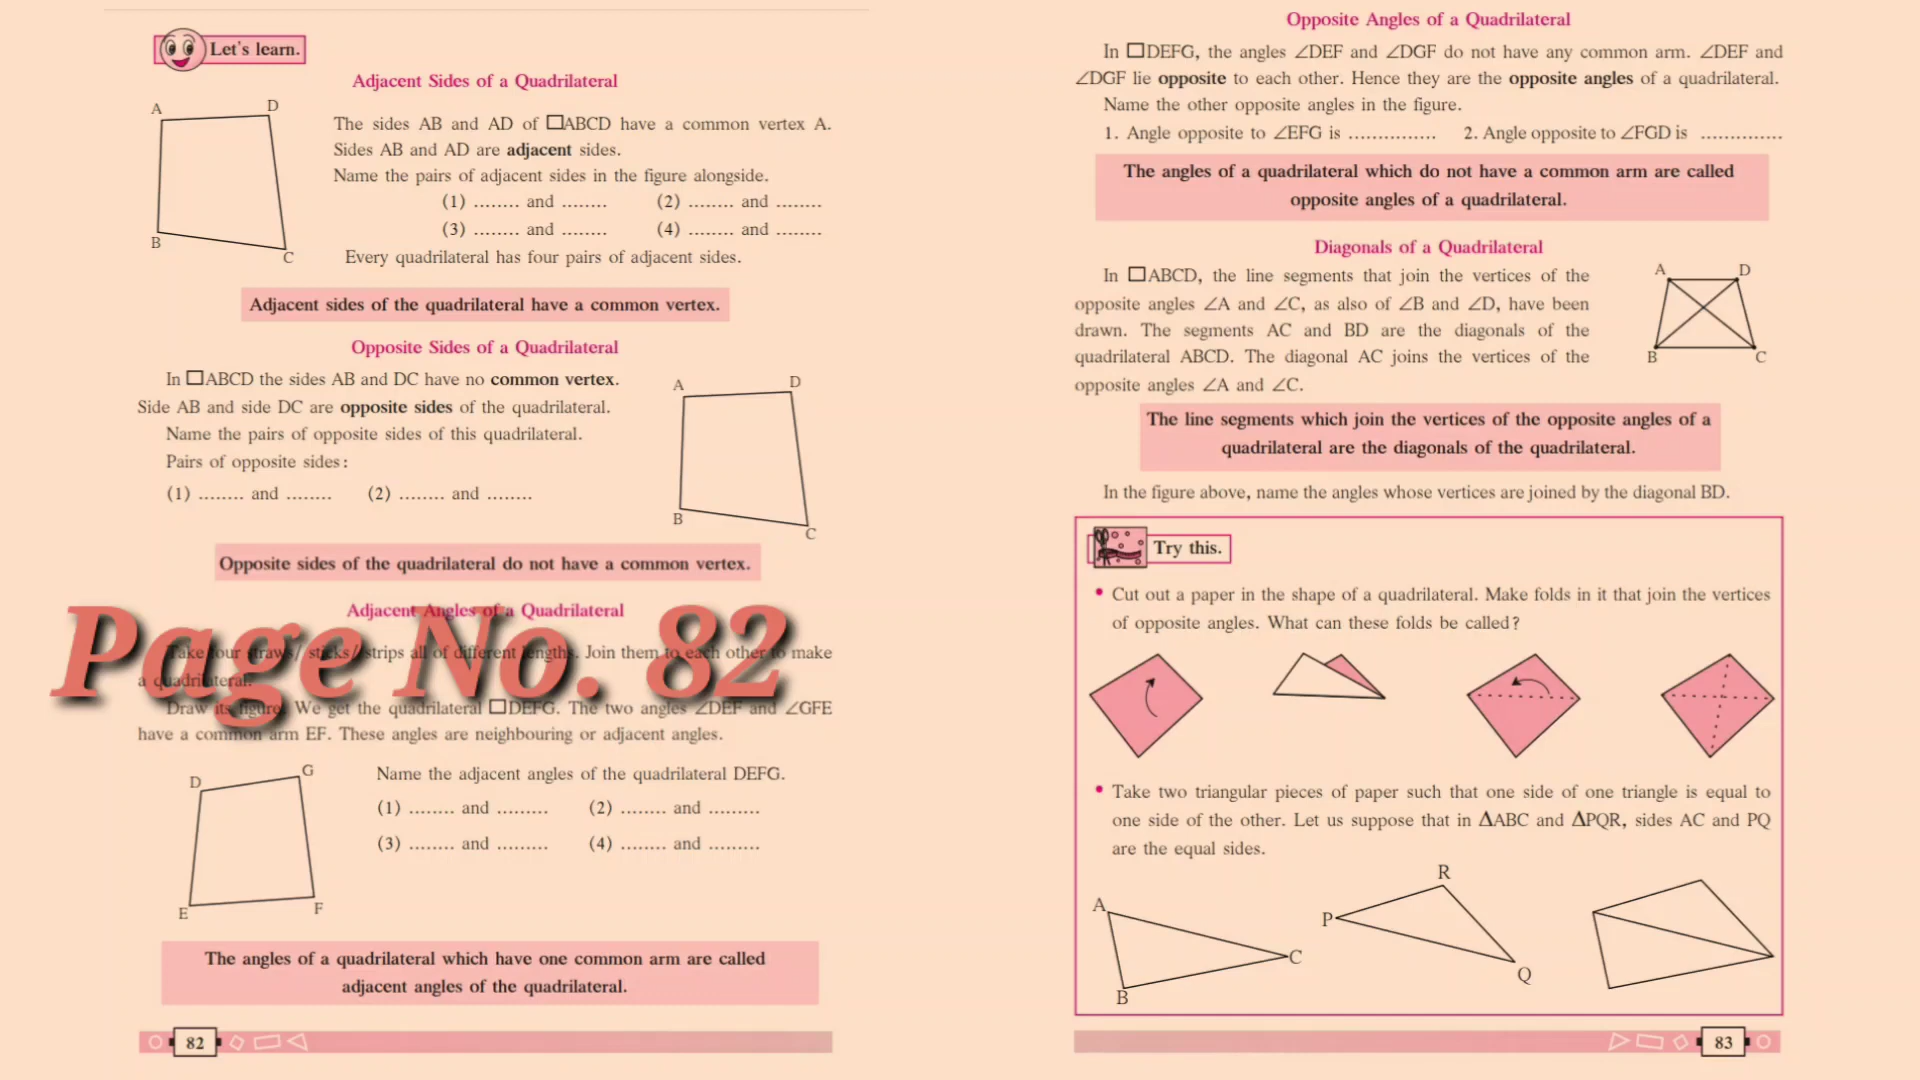 Let's learn.
Adjacent Sides of a Quadrilateral
A
D
B
C
The sides AB and AD of □ABCD have a common vertex A.
Sides AB and AD are adjacent sides.
Name the pairs of adjacent sides in the figure alongside.
(1) ........ and ........ (2) ........ and ........
(3) ........ and ........ (4) ........ and ........
Every quadrilateral has four pairs of adjacent sides.
Adjacent sides of the quadrilateral have a common vertex.
Opposite Sides of a Quadrilateral
In □ABCD the sides AB and DC have no common vertex.
Side AB and side DC are opposite sides of the quadrilateral.
Name the pairs of opposite sides of this quadrilateral.
Pairs of opposite sides :
(1) ........ and ........ (2) ........ and ........
A
D
B
C
Opposite sides of the quadrilateral do not have a common vertex.
Adjacent Angles of a Quadrilateral
Page No. 82
Take four straws/ sticks/ strips all of different lengths. Join them to each other to make
a quadrilateral.
Draw its figure. We get the quadrilateral □DEFG. The two angles ∠DEF and ∠GFE
have a common arm EF. These angles are neighbouring or adjacent angles.
D
G
E
F
Name the adjacent angles of the quadrilateral DEFG.
(1) ........ and ......... (2) ........ and .........
(3) ........ and ......... (4) ........ and .........
The angles of a quadrilateral which have one common arm are called
adjacent angles of the quadrilateral.
82
Opposite Angles of a Quadrilateral
In □DEFG, the angles ∠DEF and ∠DGF do not have any common arm. ∠DEF and
∠DGF lie opposite to each other. Hence they are the opposite angles of a quadrilateral.
Name the other opposite angles in the figure.
1. Angle opposite to ∠EFG is ............... 2. Angle opposite to ∠FGD is ..............
The angles of a quadrilateral which do not have a common arm are called
opposite angles of a quadrilateral.
Diagonals of a Quadrilateral
In □ABCD, the line segments that join the vertices of the
opposite angles ∠A and ∠C, as also of ∠B and ∠D, have been
drawn. The segments AC and BD are the diagonals of the
quadrilateral ABCD. The diagonal AC joins the vertices of the
opposite angles ∠A and ∠C.
A
D
B
C
The line segments which join the vertices of the opposite angles of a
quadrilateral are the diagonals of the quadrilateral.
In the figure above, name the angles whose vertices are joined by the diagonal BD.
Try this.
• Cut out a paper in the shape of a quadrilateral. Make folds in it that join the vertices
of opposite angles. What can these folds be called ?
• Take two triangular pieces of paper such that one side of one triangle is equal to
one side of the other. Let us suppose that in ΔABC and ΔPQR, sides AC and PQ
are the equal sides.
A
B
C
P
R
Q
83